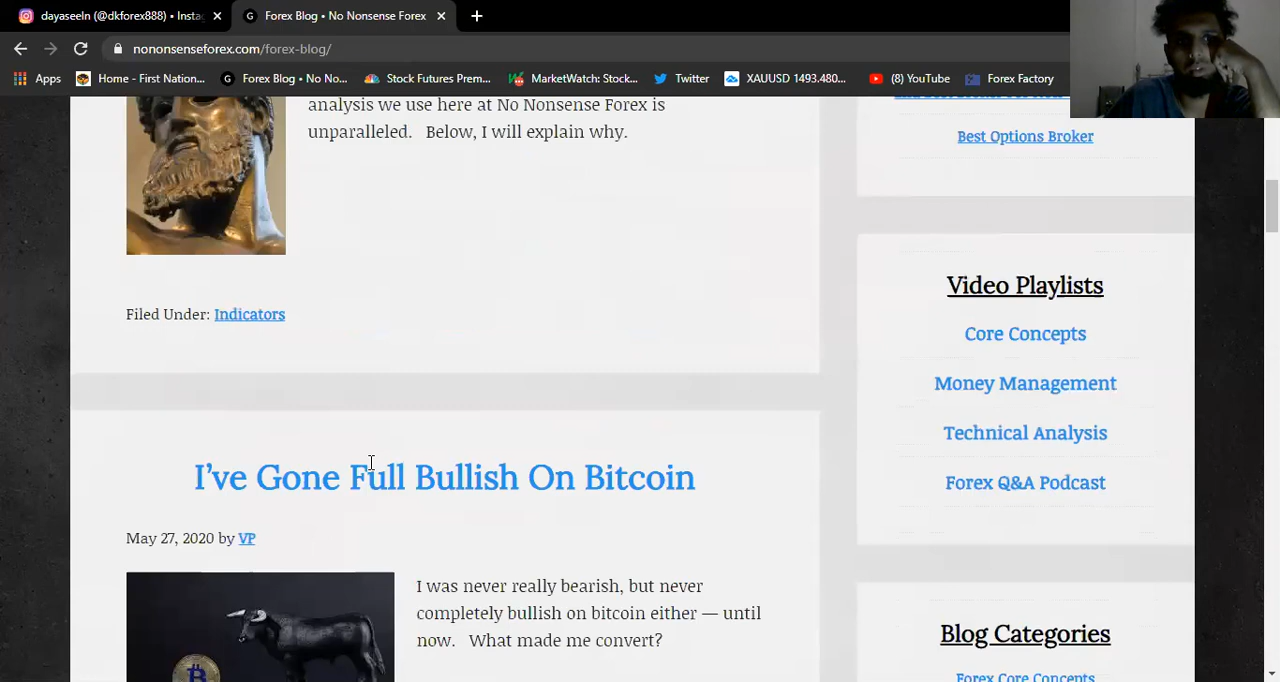 dayaseeln (@dkforex888) • Insta
Forex Blog • No Nonsense Forex
nononsenseforex.com/forex-blog/
Apps
Home - First Nation...
Forex Blog • No No...
Stock Futures Prem...
MarketWatch: Stock...
Twitter
XAUUSD 1493.480...
(8) YouTube
Forex Factory
analysis we use here at No Nonsense Forex is
unparalleled. Below, I will explain why.
Filed Under: Indicators
I've Gone Full Bullish On Bitcoin
May 27, 2020 by VP
I was never really bearish, but never
completely bullish on bitcoin either — until
now. What made me convert?
Best Options Broker
Video Playlists
Core Concepts
Money Management
Technical Analysis
Forex Q&A Podcast
Blog Categories
Forex Core Concepts